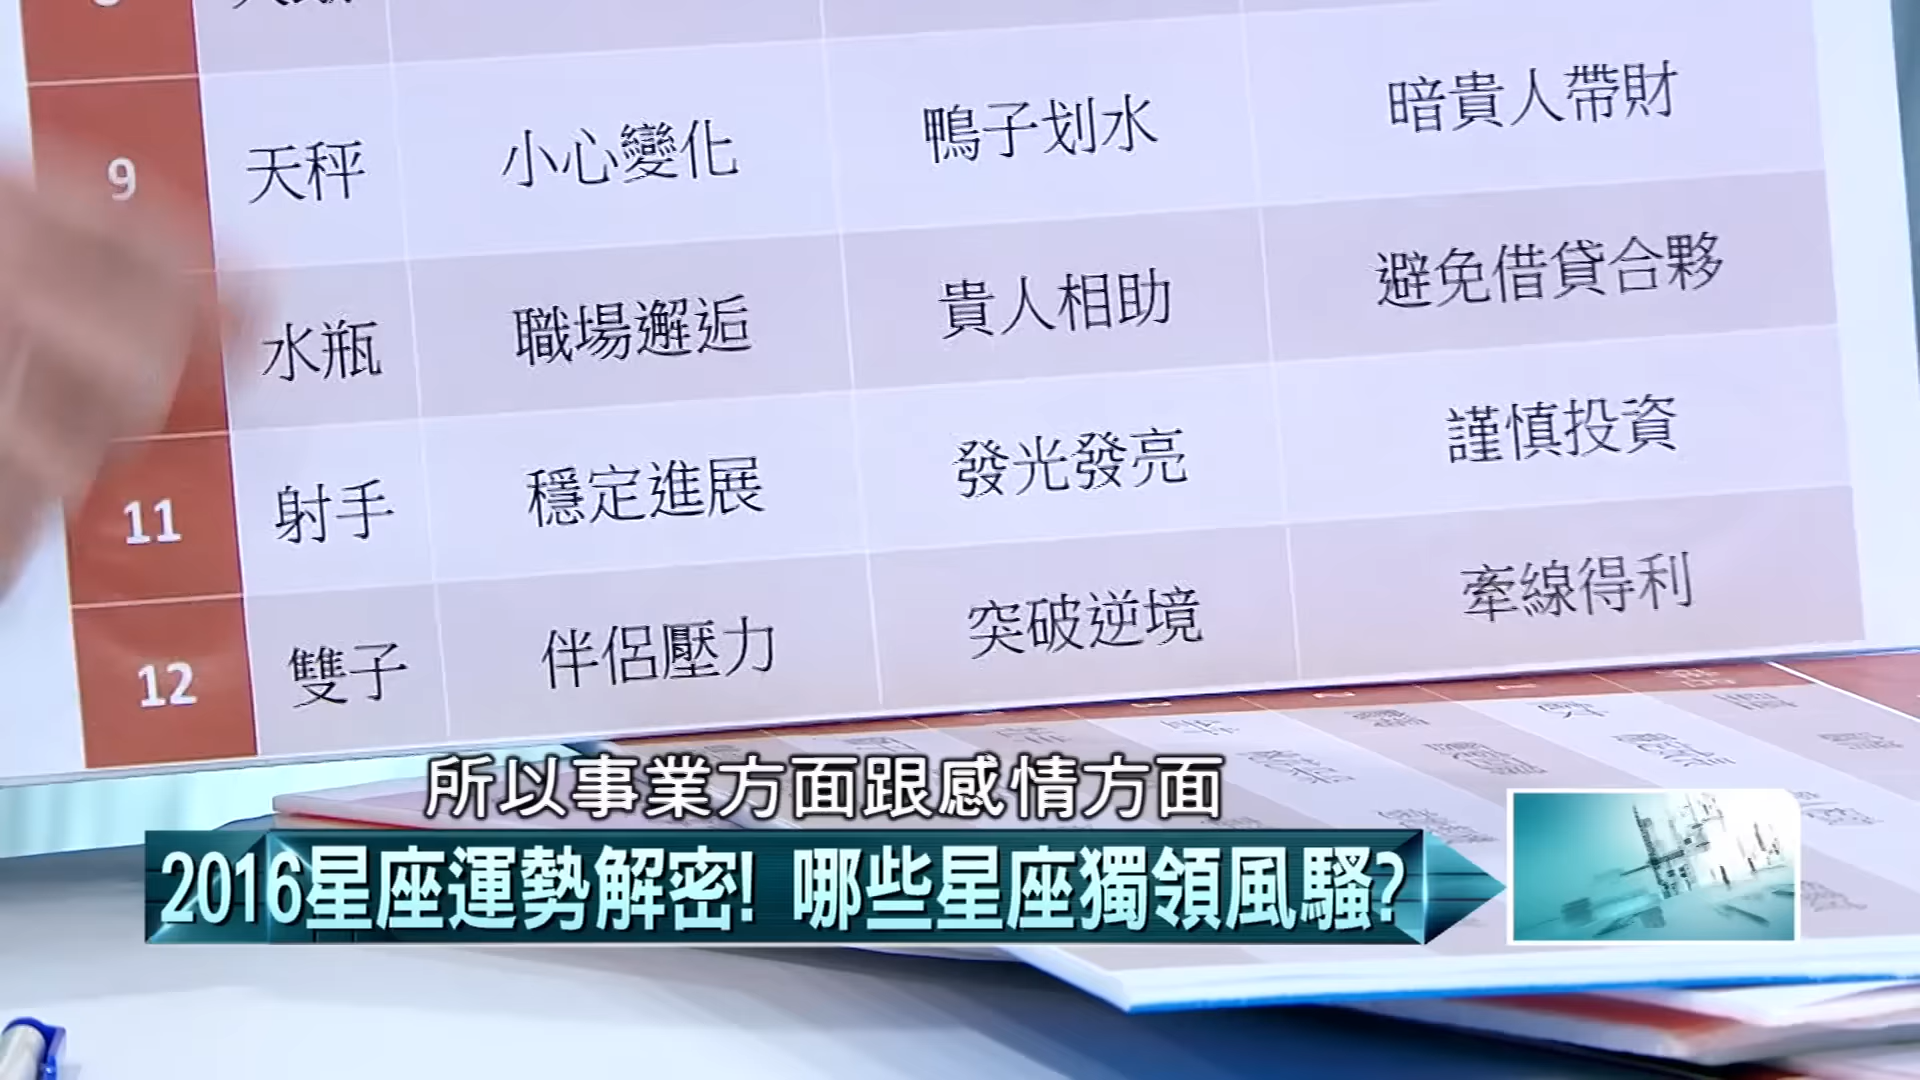 9 天秤 小心變化 鴨子划水 暗貴人帶財
水瓶 職場邂逅 貴人相助 避免借貸合夥
11 射手 穩定進展 發光發亮 謹慎投資
12 雙子 伴侶壓力 突破逆境 牽線得利
所以事業方面跟感情方面
2016星座運勢解密! 哪些星座獨領風騷?